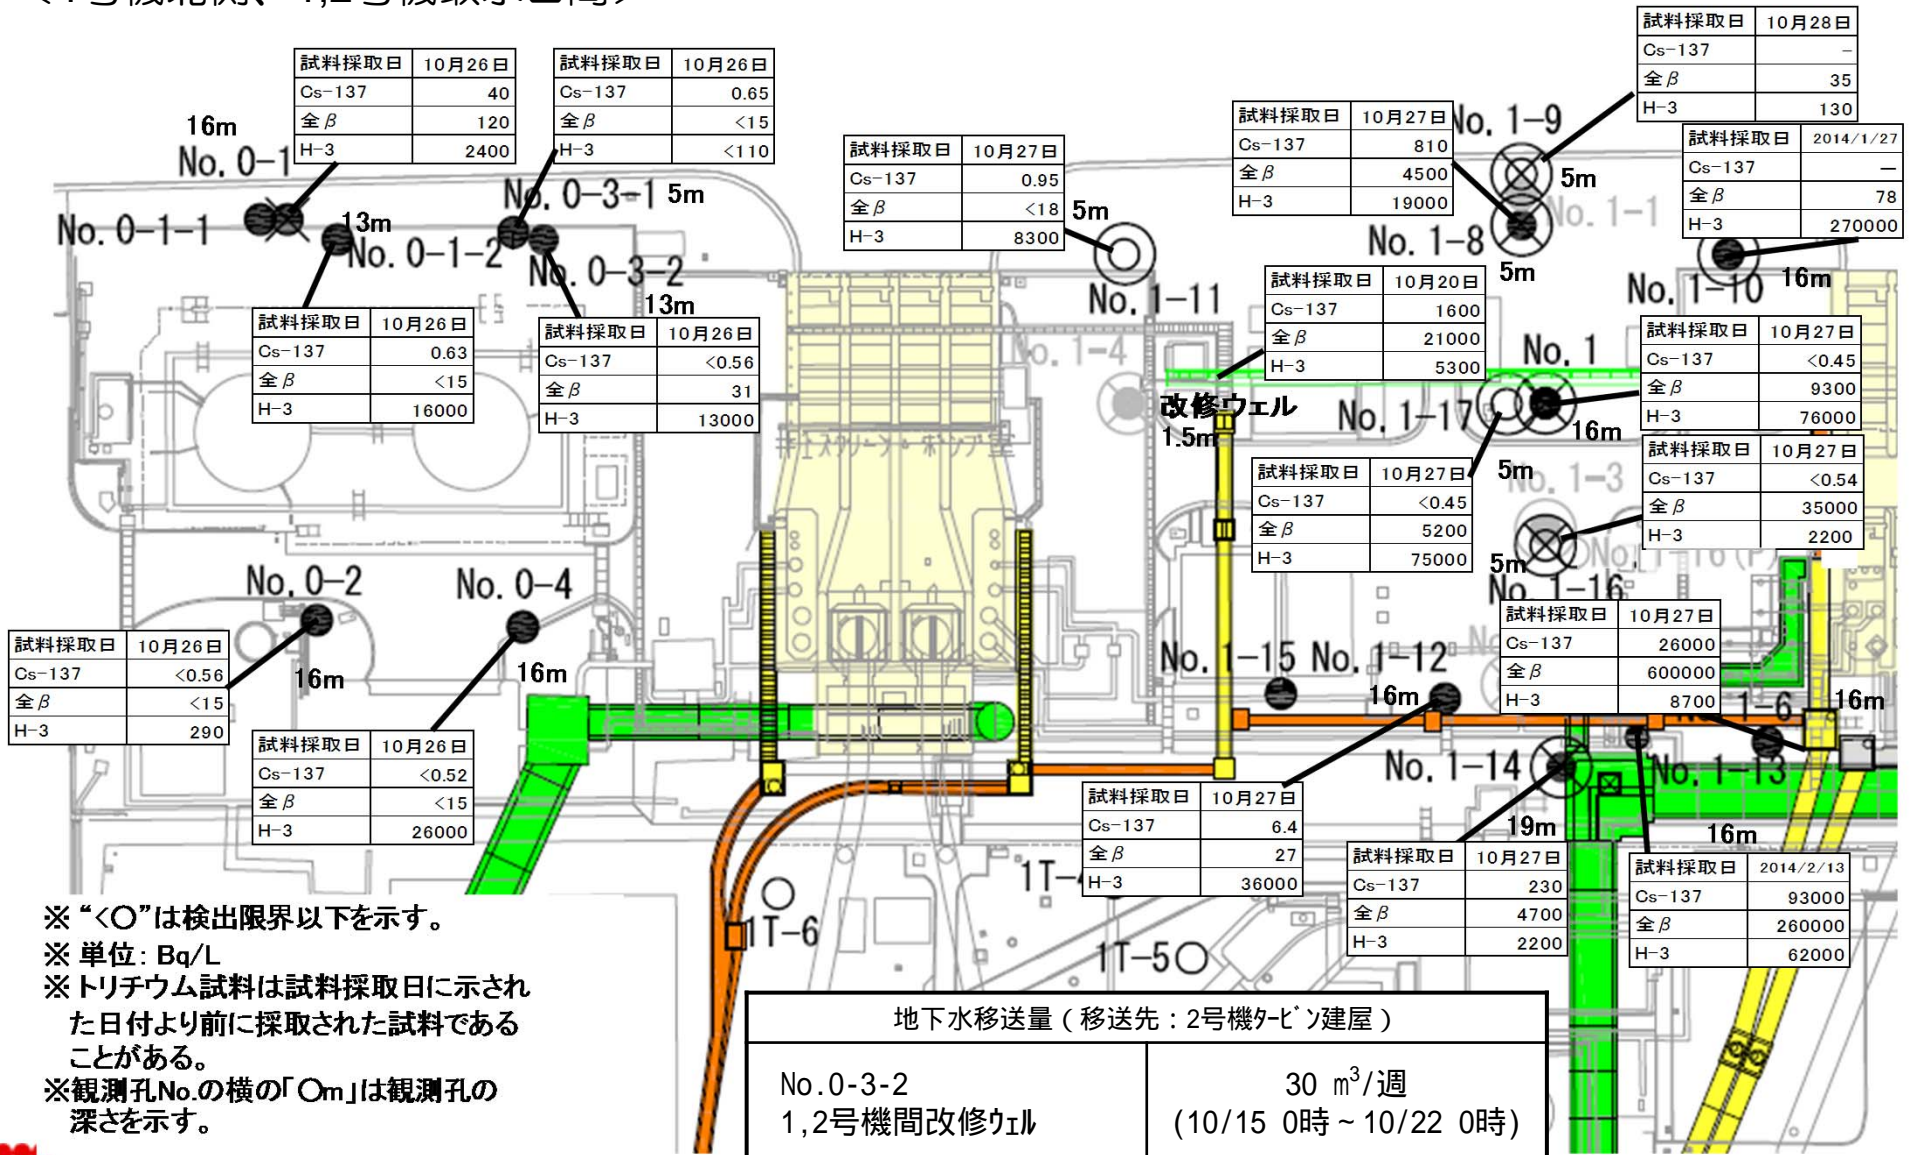 試料採取日 10月28日
Cs-137 -
全β 35
H-3 130
試料採取日 10月26日
Cs-137 40
全β 120
H-3 2400
試料採取日 10月26日
Cs-137 0.65
全β <15
H-3 <110
試料採取日 10月27日
Cs-137 0.95
全β <18
H-3 8300
試料採取日 10月27日
Cs-137 810
全β 4500
H-3 19000
試料採取日 2014/1/27
Cs-137 —
全β 78
H-3 270000
16m
No. 0-1
No. 0-1-1
13m
No. 0-1-2
No. 0-3-1 5m
No. 0-3-2
13m
5m
No. 1-11
No. 1-9
5m
No. 1-1
No. 1-8
5m
No. 1-10
16m
試料採取日 10月26日
Cs-137 0.63
全β <15
H-3 16000
試料採取日 10月26日
Cs-137 <0.56
全β 31
H-3 13000
試料採取日 10月20日
Cs-137 1600
全β 21000
H-3 5300
試料採取日 10月27日
Cs-137 <0.45
全β 9300
H-3 76000
No. 1-4
No. 1
改修ウェル
1.5m
No. 1-17
16m
5m
No. 1-3
試料採取日 10月27日
Cs-137 <0.45
全β 5200
H-3 75000
試料採取日 10月27日
Cs-137 <0.54
全β 35000
H-3 2200
5m
No. 1-16(P)
No. 1-16
No. 0-2
16m
No. 0-4
16m
試料採取日 10月26日
Cs-137 <0.56
全β <15
H-3 290
試料採取日 10月26日
Cs-137 <0.52
全β <15
H-3 26000
試料採取日 10月27日
Cs-137 26000
全β 600000
H-3 8700
No. 1-15 No. 1-12
16m
1-6
16m
No. 1-14
19m
No. 1-13
16m
試料採取日 10月27日
Cs-137 6.4
全β 27
H-3 36000
試料採取日 10月27日
Cs-137 230
全β 4700
H-3 2200
試料採取日 2014/2/13
Cs-137 93000
全β 260000
H-3 62000
1T-6
1T-5
※ “<○”は検出限界以下を示す。
※ 単位: Bq/L
※ トリチウム試料は試料採取日に示され
た日付より前に採取された試料である
ことがある。
※観測孔No.の横の「○m」は観測孔の
深さを示す。
地下水移送量(移送先:2号機ﾀｰﾋﾞﾝ建屋)
No.0-3-2
1,2号機間改修ｳｪﾙ
30 m³/週
(10/15 0時~10/22 0時)